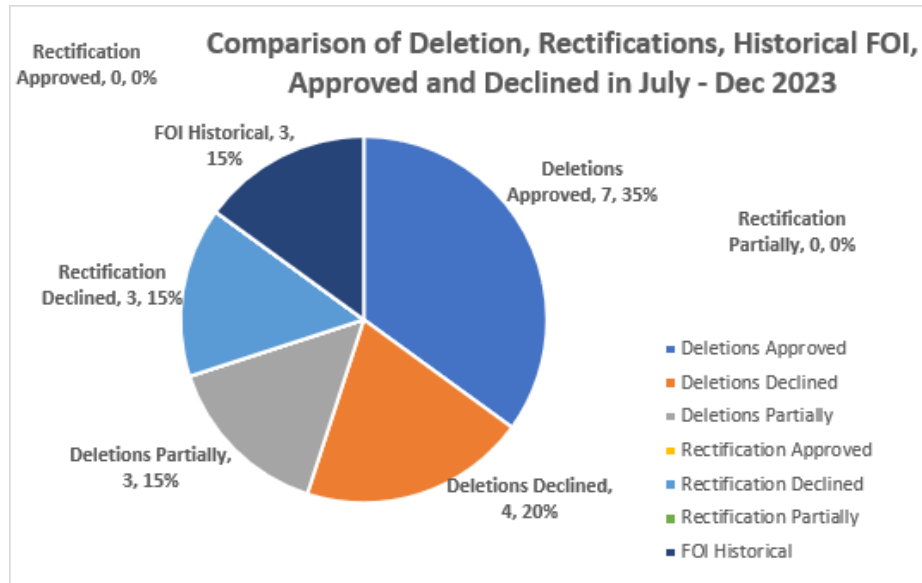 Comparison of Deletion, Rectifications, Historical FOI,
Approved and Declined in July - Dec 2023
Rectification
Approved, 0, 0%
FOI Historical, 3,
15%
Deletions
Approved, 7, 35%
Rectification
Partially, 0, 0%
Rectification
Declined, 3, 15%
Deletions Partially,
3, 15%
Deletions Declined,
4, 20%
Deletions Approved
Deletions Declined
Deletions Partially
Rectification Approved
Rectification Declined
Rectification Partially
FOI Historical